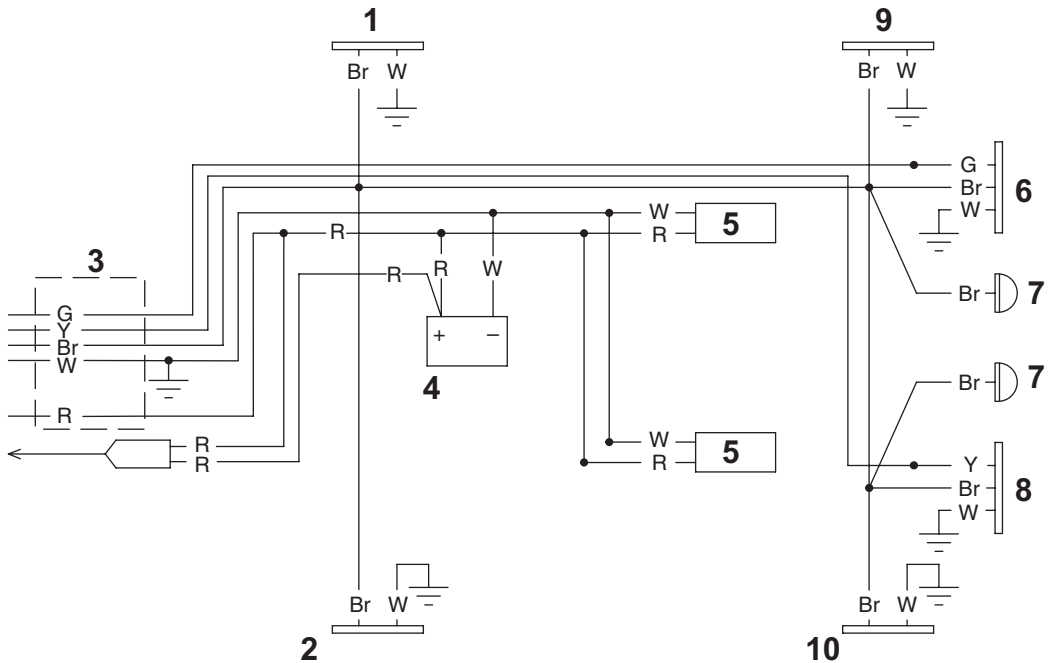 1 9
Br W Br W
G
Br 6
W
W 5
R R
3 R R W Br 7
G
Y
Br
W
+ –
4 Br 7
R
R
R
W 5
R
Y
Br 8
W
Br W Br W
2 10